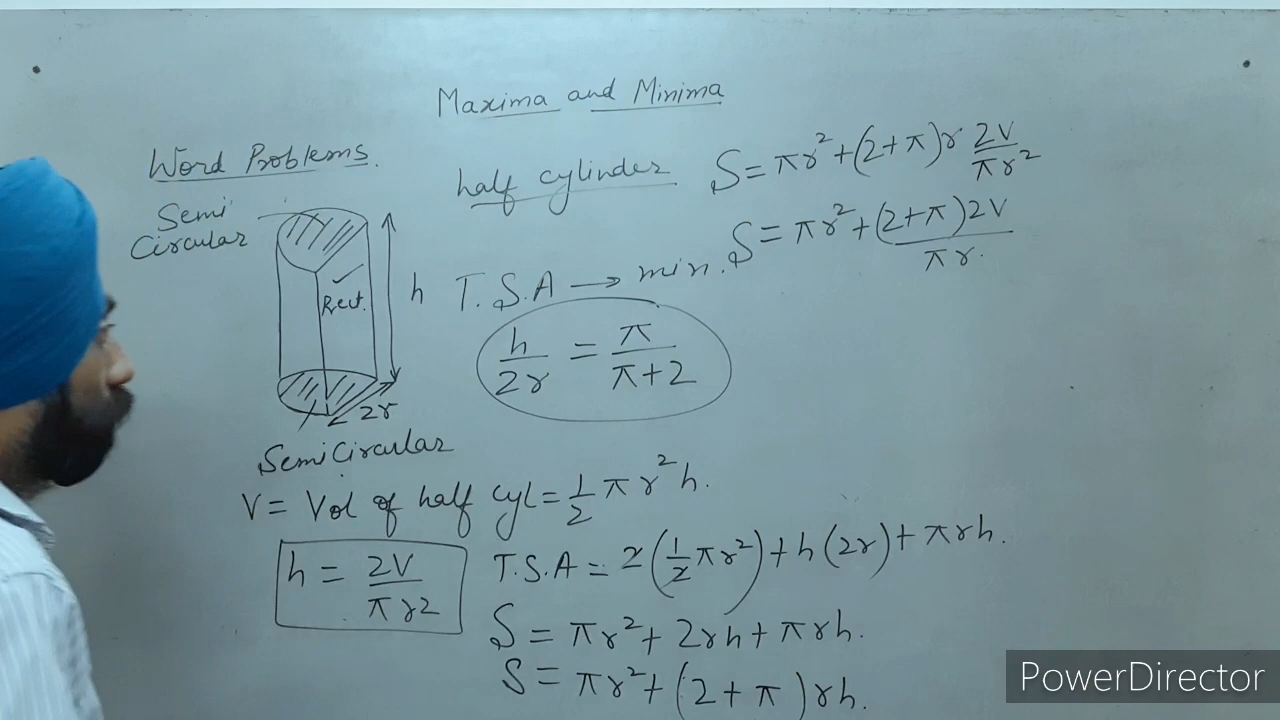 Maxima and Minima
Word Problems.
half cylinder
Semi
Circular
Rect.
h
2r
SemiCircular
T.S.A → min.
h/2r = π/(π+2)
V = Vol of half cyl = 1/2 πr²h.
h = 2V/πr2
T.S.A = 2(1/2 πr²) + h(2r) + πrh.
S = πr² + 2rh + πrh.
S = πr² + (2+π)rh.
S = πr² + (2+π)r 2V/πr²
S = πr² + (2+π)2V/πr.
PowerDirector